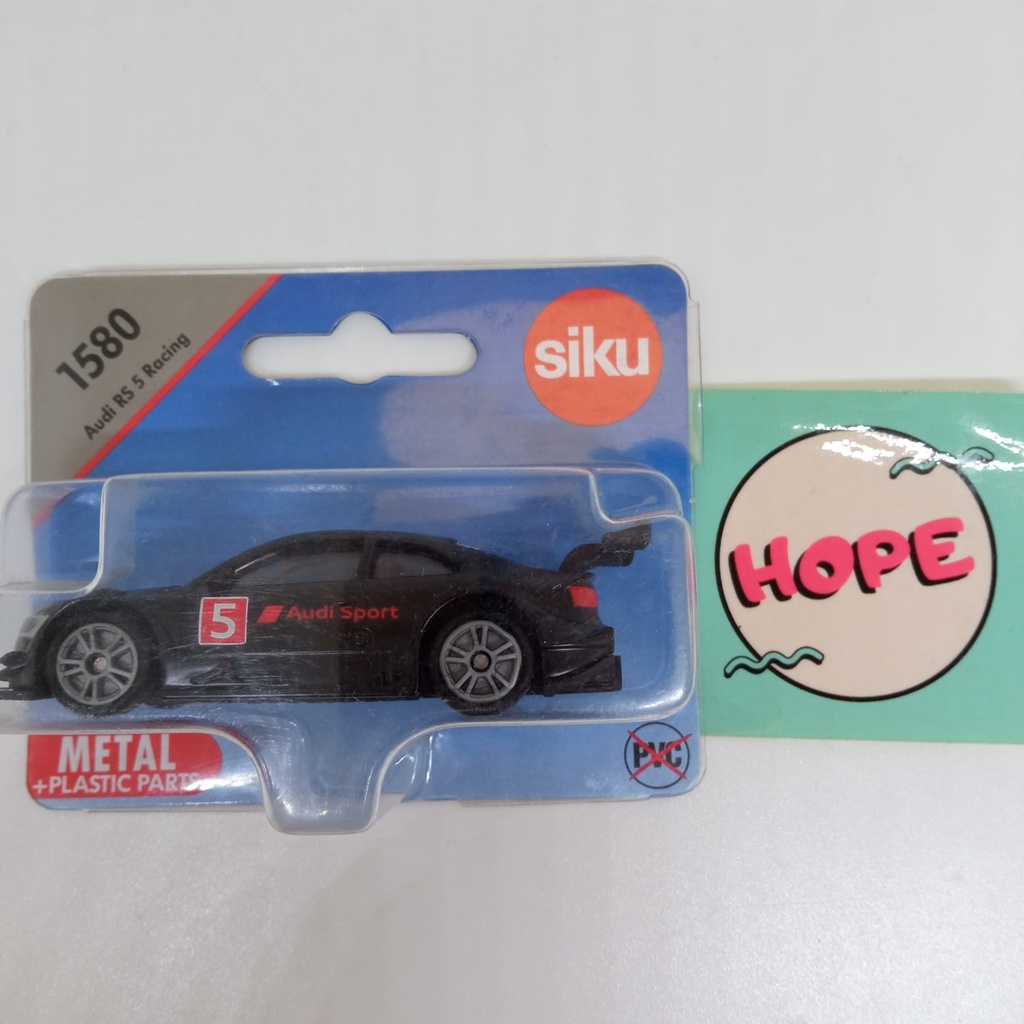 1580
Audi RS 5 Racing
siku
HOPE
5
Audi Sport
PVC
METAL
+PLASTIC PARTS